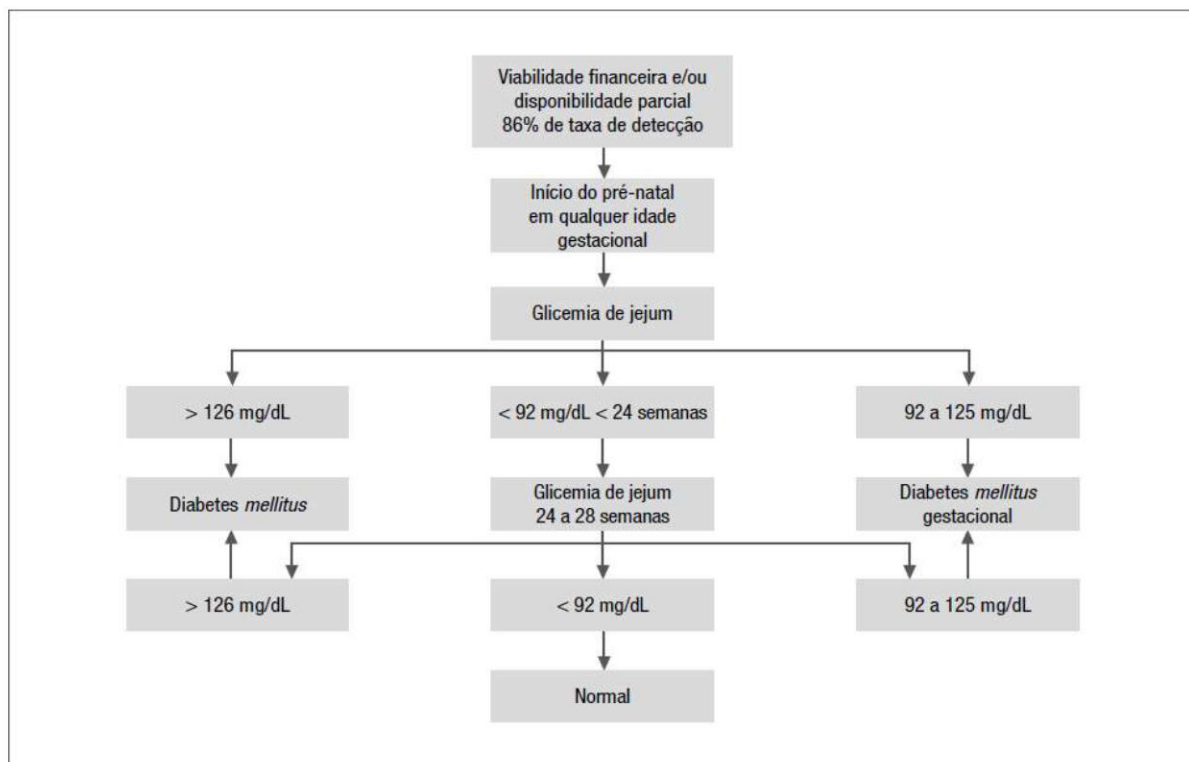 Viabilidade financeira e/ou
disponibilidade parcial
86% de taxa de detecção
Início do pré-natal
em qualquer idade
gestacional
Glicemia de jejum
> 126 mg/dL
< 92 mg/dL < 24 semanas
92 a 125 mg/dL
Diabetes mellitus
Glicemia de jejum
24 a 28 semanas
Diabetes mellitus
gestacional
> 126 mg/dL
< 92 mg/dL
92 a 125 mg/dL
Normal